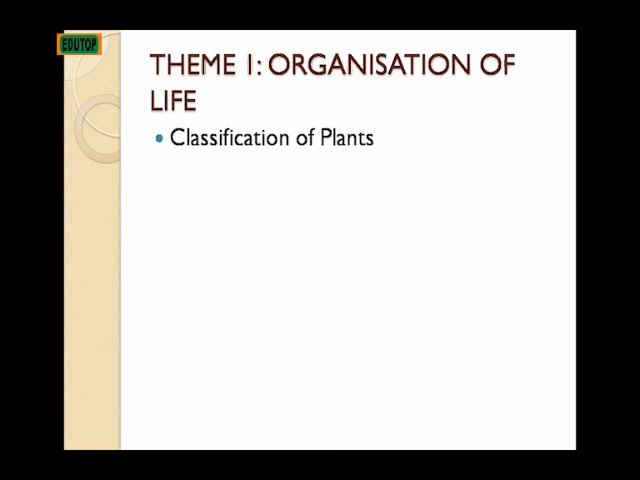 EDUTOP
THEME 1: ORGANISATION OF
LIFE
Classification of Plants